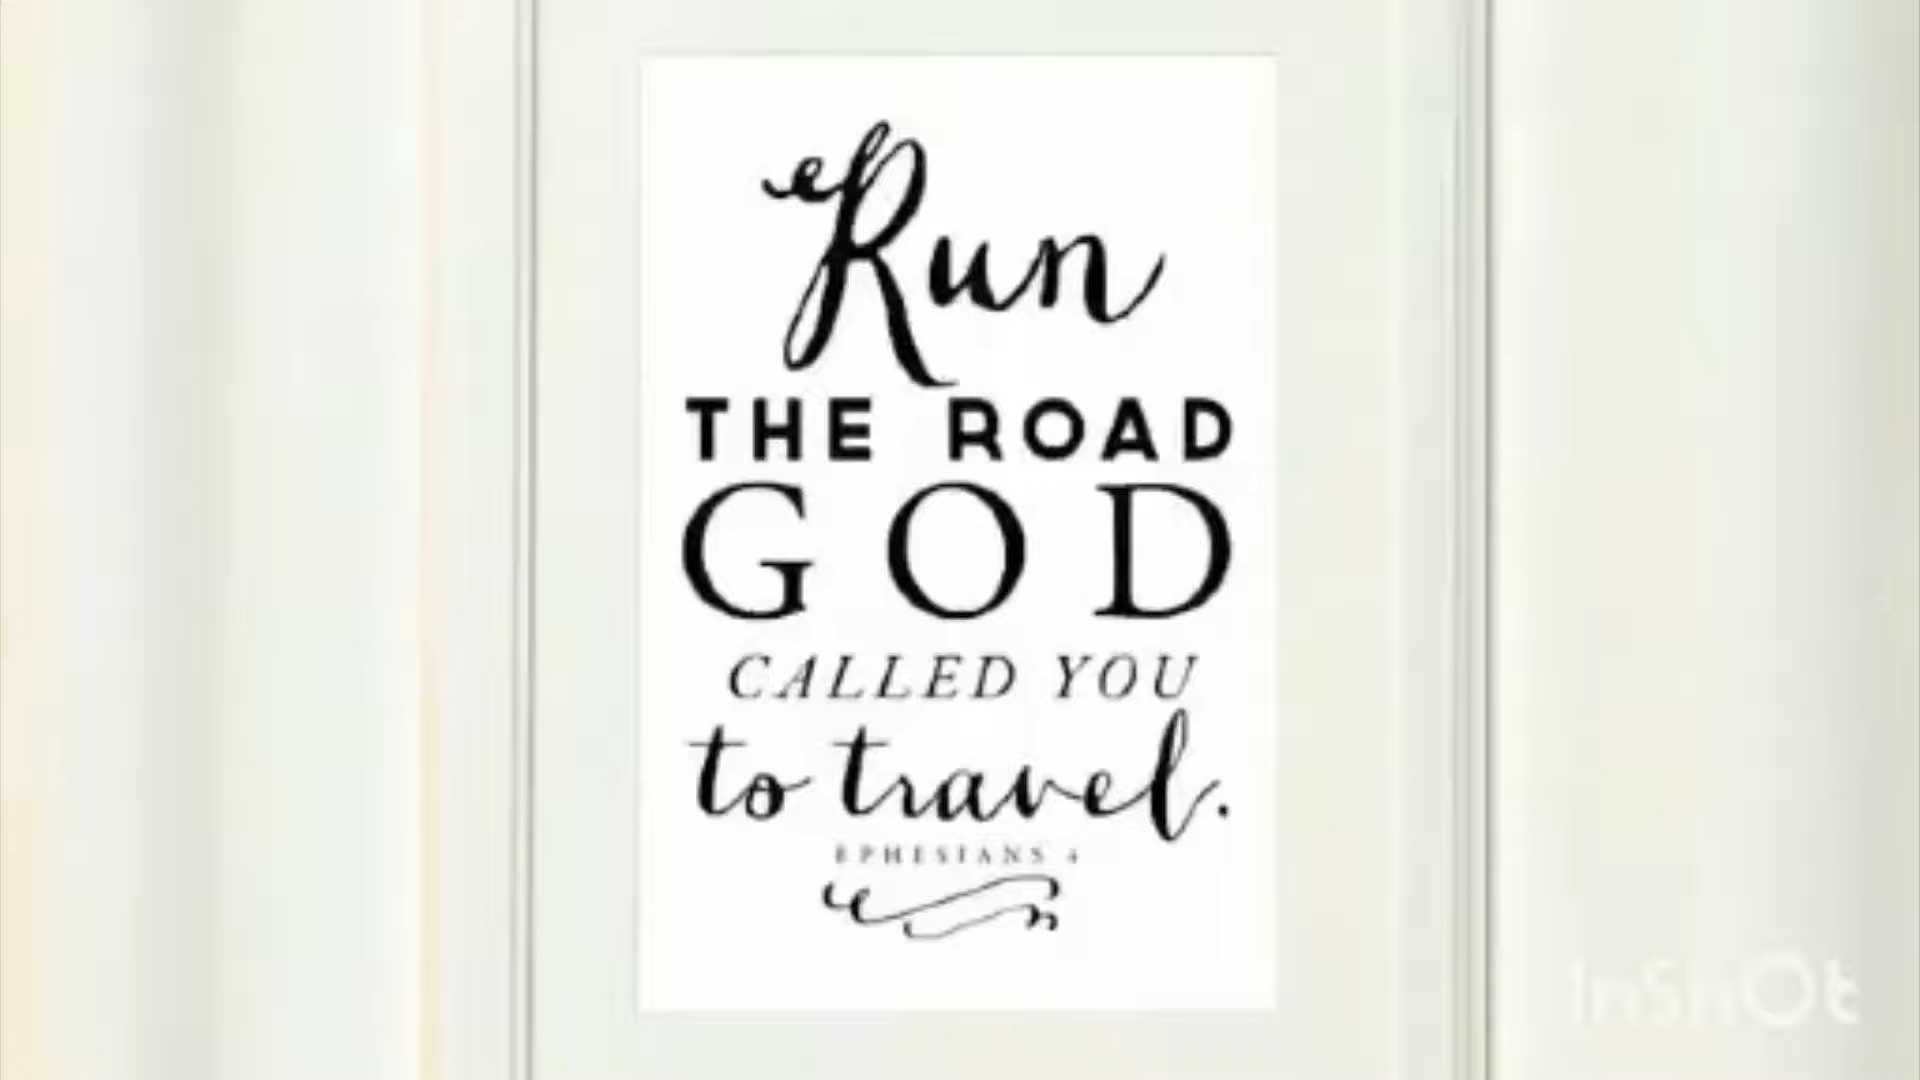 Run
THE ROAD
GOD
CALLED YOU
to travel.
EPHESIANS 4
InShOt